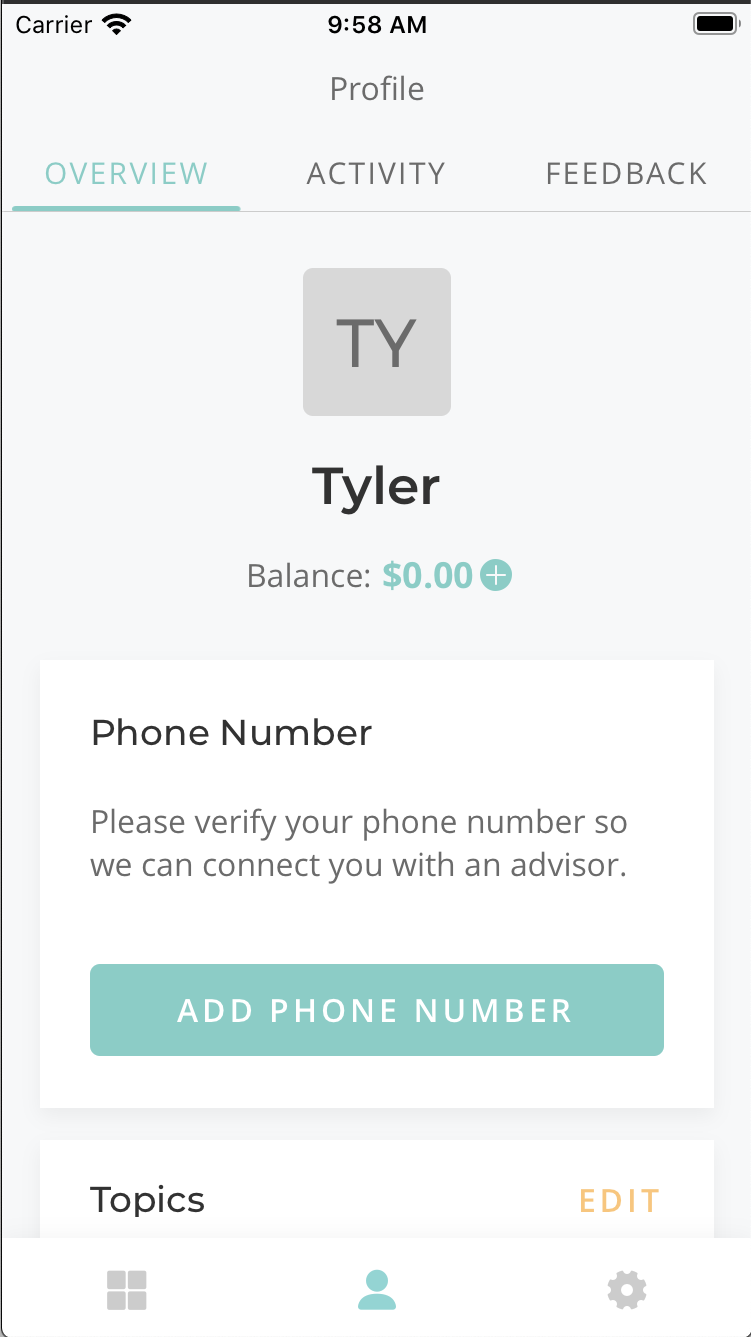 Carrier 9:58 AM
Profile
OVERVIEW ACTIVITY FEEDBACK
TY
Tyler
Balance: $0.00
Phone Number
Please verify your phone number so
we can connect you with an advisor.
ADD PHONE NUMBER
Topics EDIT